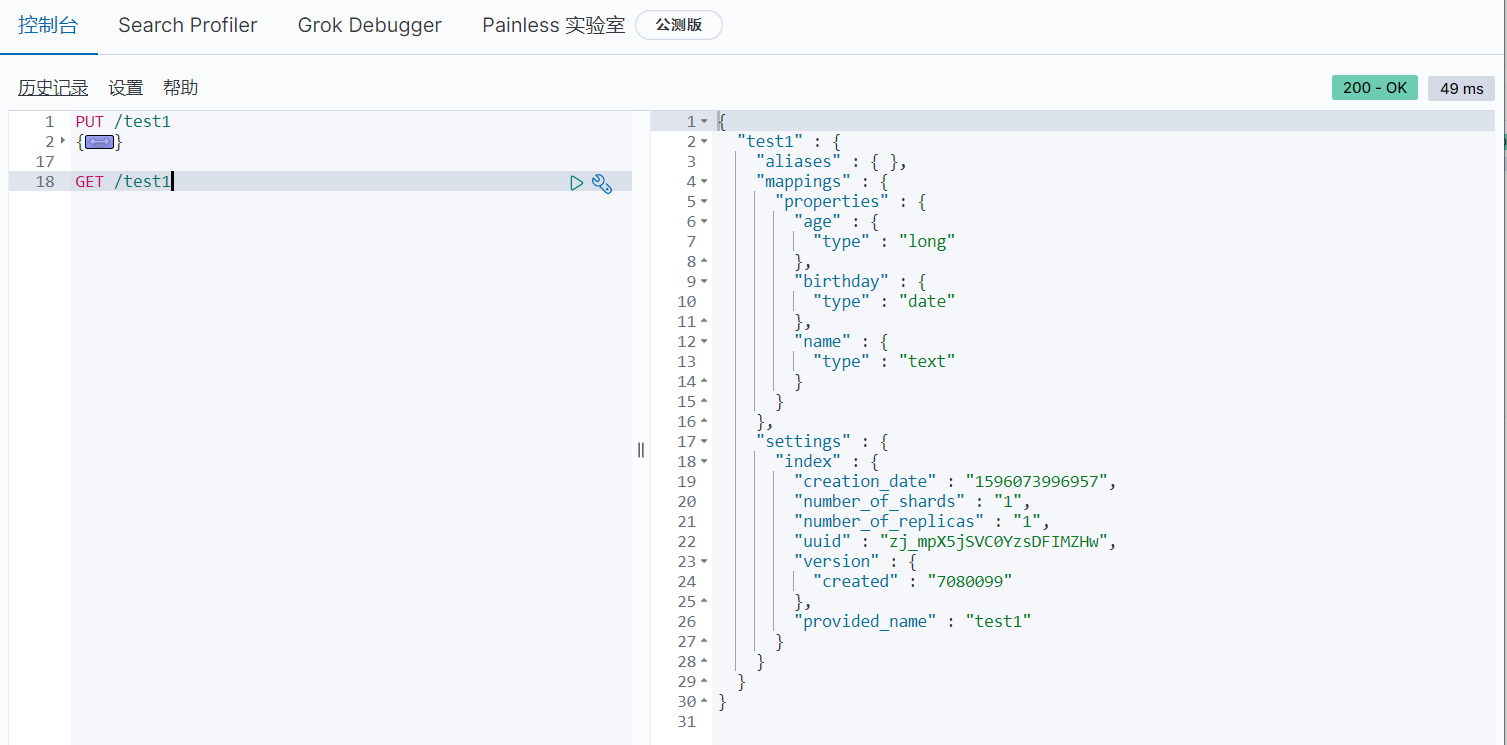 控制台 Search Profiler Grok Debugger Painless 实验室 公测版
历史记录 设置 帮助 200 - OK 49 ms
1 PUT /test1
2 {}
17
18 GET /test1
1 {
2 "test1" : {
3 "aliases" : { },
4 "mappings" : {
5 "properties" : {
6 "age" : {
7 "type" : "long"
8 },
9 "birthday" : {
10 "type" : "date"
11 },
12 "name" : {
13 "type" : "text"
14 }
15 }
16 },
17 "settings" : {
18 "index" : {
19 "creation_date" : "1596073996957",
20 "number_of_shards" : "1",
21 "number_of_replicas" : "1",
22 "uuid" : "zj_mpX5jSVC0YzsDFIMZHw",
23 "version" : {
24 "created" : "7080099"
25 },
26 "provided_name" : "test1"
27 }
28 }
29 }
30 }
31